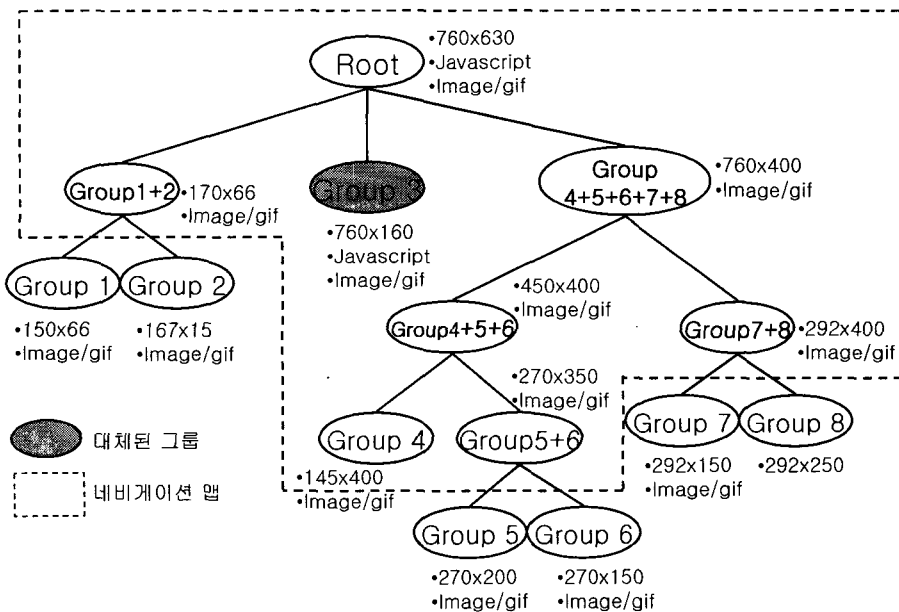 Root
•760x630
•Javascript
•Image/gif
Group1+2
•170x66
•Image/gif
Group 3
•760x160
•Javascript
•Image/gif
Group
4+5+6+7+8
•760x400
•Image/gif
Group 1
•150x66
•Image/gif
Group 2
•167x15
•Image/gif
Group4+5+6
•450x400
•Image/gif
Group7+8
•292x400
•Image/gif
Group 4
•145x400
•Image/gif
Group5+6
•270x350
•Image/gif
Group 7
•292x150
•Image/gif
Group 8
•292x250
Group 5
•270x200
•Image/gif
Group 6
•270x150
•Image/gif
대체된 그룹
네비게이션 맵